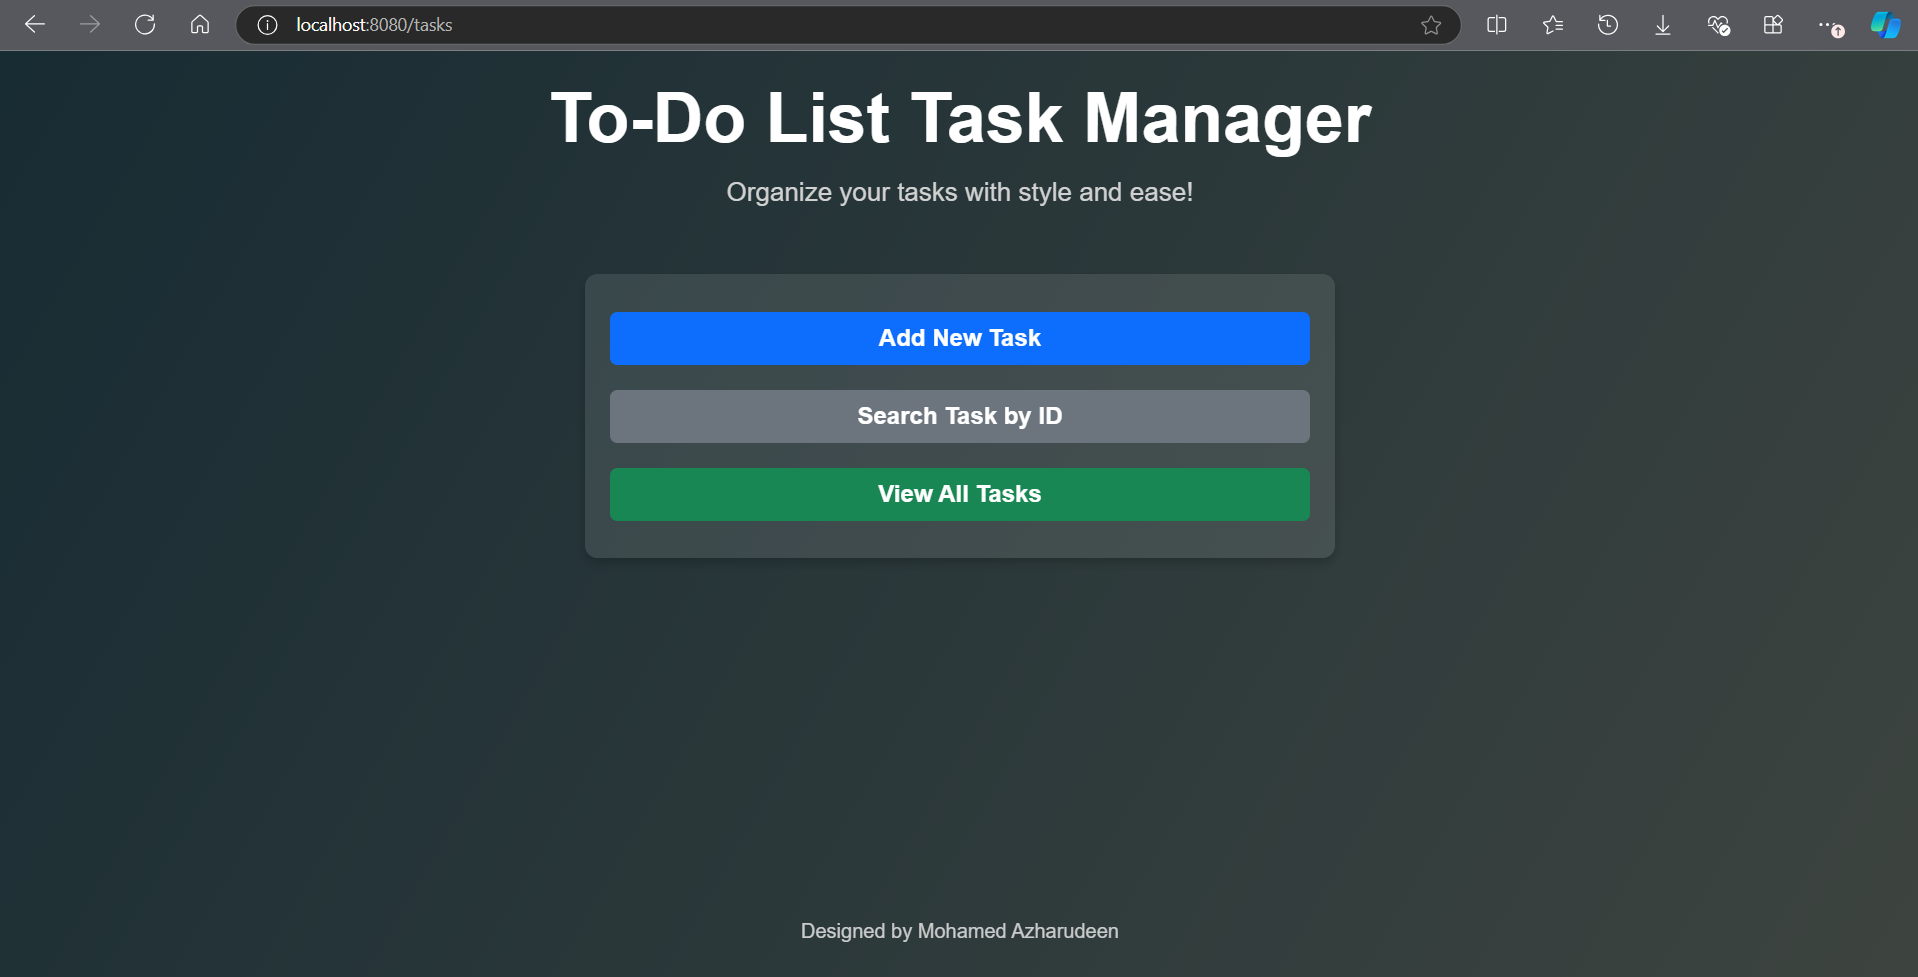 localhost:8080/tasks
To-Do List Task Manager
Organize your tasks with style and ease!
Add New Task
Search Task by ID
View All Tasks
Designed by Mohamed Azharudeen